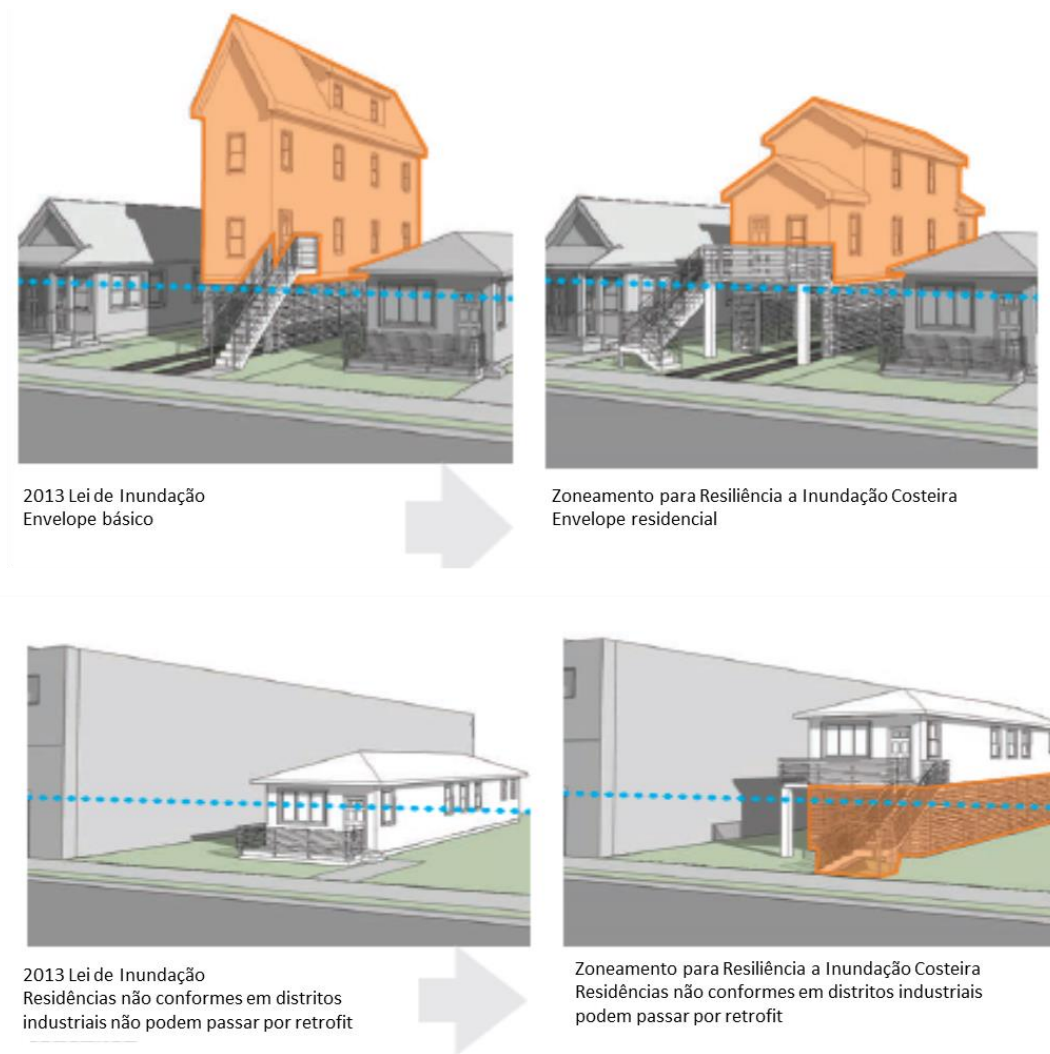 2013 Lei de Inundação
Envelope básico
Zoneamento para Resiliência a Inundação Costeira
Envelope residencial
2013 Lei de Inundação
Residências não conformes em distritos
industriais não podem passar por retrofit
Zoneamento para Resiliência a Inundação Costeira
Residências não conformes em distritos industriais
podem passar por retrofit